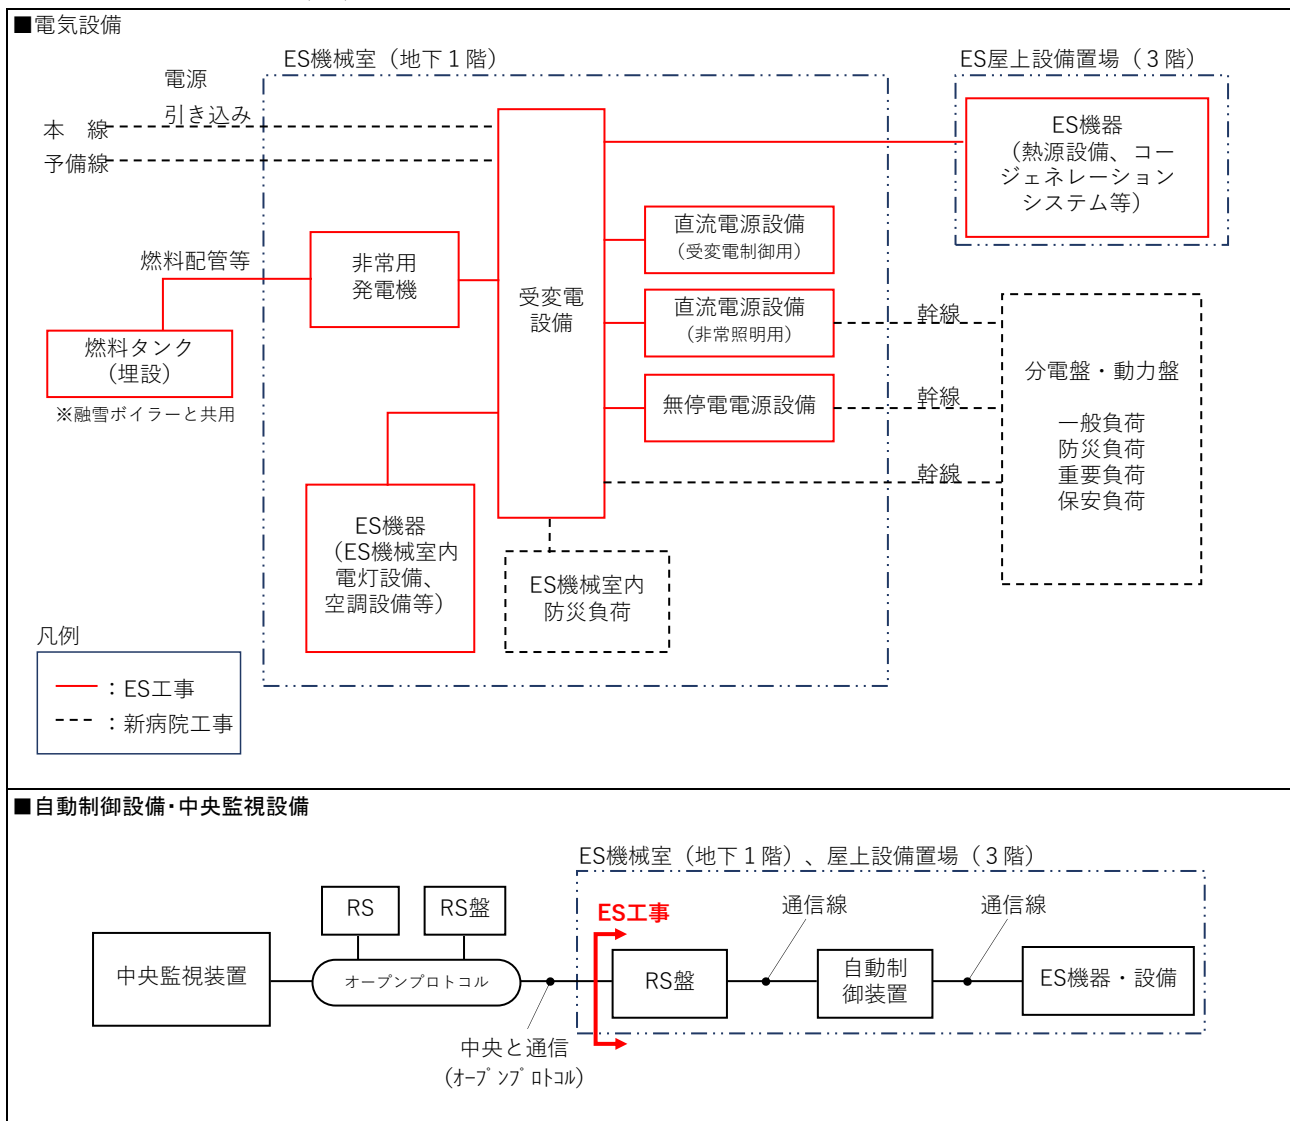 ■電気設備
ES機械室（地下１階）
ES屋上設備置場（３階）
電源
引き込み
本　線
予備線
ES機器
（熱源設備、コー
ジェネレーション
システム等）
直流電源設備
（受変電制御用）
燃料配管等
非常用
発電機
受変電
設備
直流電源設備
（非常照明用）
幹線
燃料タンク
（埋設）
※融雪ボイラーと共用
無停電電源設備
幹線
分電盤・動力盤
一般負荷
防災負荷
重要負荷
保安負荷
幹線
ES機器
（ES機械室内
電灯設備、
空調設備等）
ES機械室内
防災負荷
凡例
：ES工事
：新病院工事
■自動制御設備･中央監視設備
ES機械室（地下１階）、屋上設備置場（３階）
RS
RS盤
ES工事
通信線
通信線
中央監視装置
オープンプロトコル
RS盤
自動制
御装置
ES機器・設備
中央と通信
(ｵｰﾌﾟﾝﾌﾟﾛﾄｺﾙ)